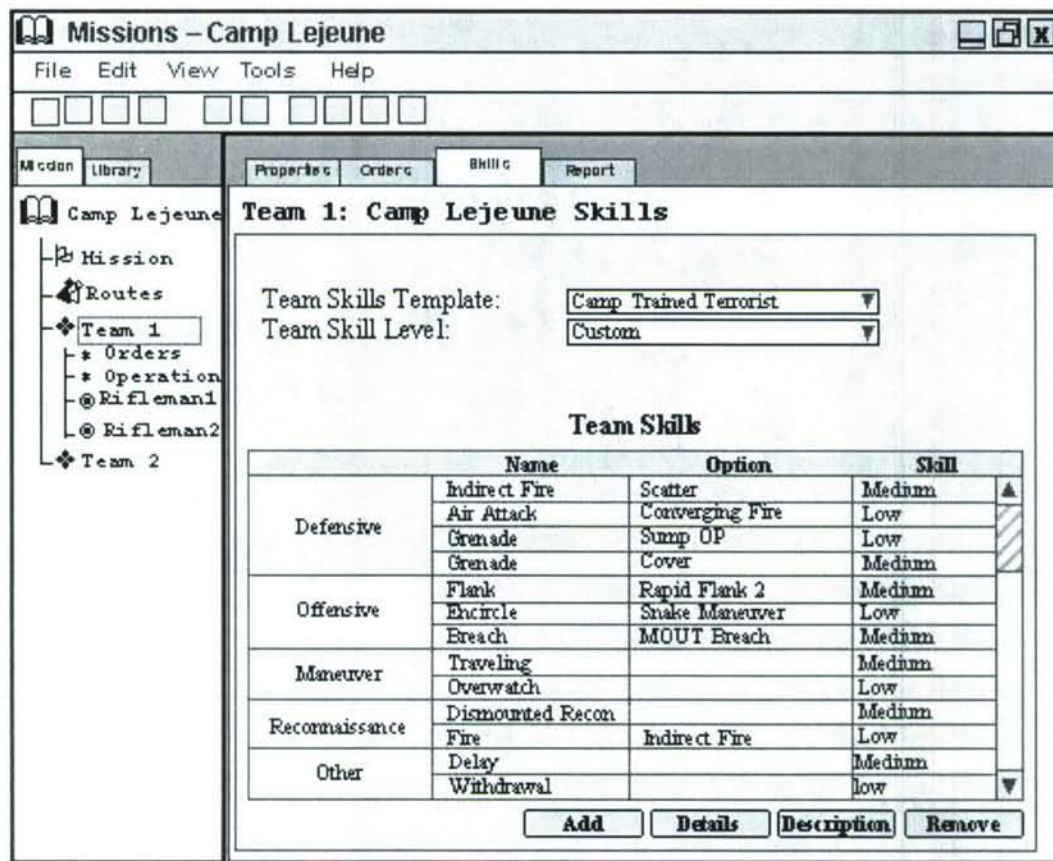 Missions – Camp Lejeune
File Edit View Tools Help
Mission Library
Properties Orders Skills Report
Camp Lejeune
Mission
Routes
Team 1
* Orders
* Operation
Rifleman1
Rifleman2
Team 2
Team 1: Camp Lejeune Skills
Team Skills Template: Camp Trained Terrorist
Team Skill Level: Custom
Team Skills
Name Option Skill
Defensive
Indirect Fire Scatter Medium
Air Attack Converging Fire Low
Grenade Sump OP Low
Grenade Cover Medium
Offensive
Flank Rapid Flank 2 Medium
Encircle Snake Maneuver Low
Breach MOUT Breach Medium
Maneuver
Traveling Medium
Overwatch Low
Reconnaissance
Dismounted Recon Medium
Fire Indirect Fire Low
Other
Delay Medium
Withdrawal low
Add Details Description Remove